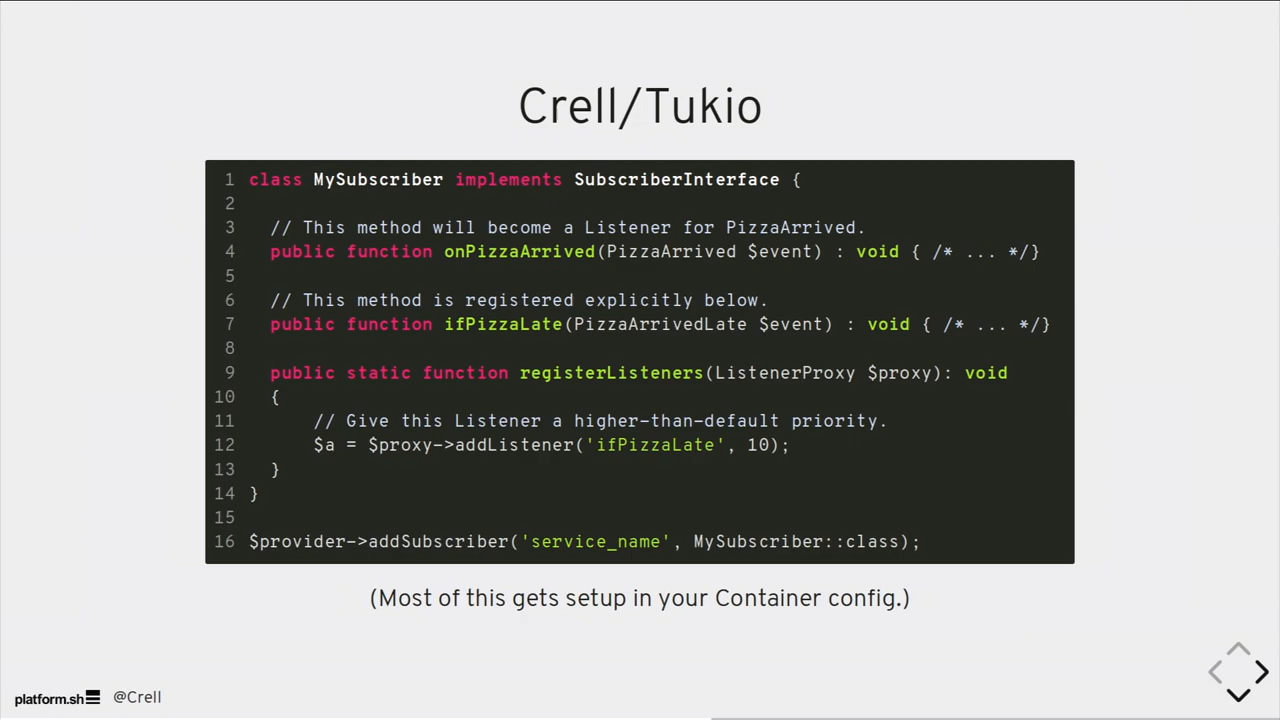 Crell/Tukio
1 class MySubscriber implements SubscriberInterface {
2
3   // This method will become a Listener for PizzaArrived.
4   public function onPizzaArrived(PizzaArrived $event) : void { /* ... */}
5
6   // This method is registered explicitly below.
7   public function ifPizzaLate(PizzaArrivedLate $event) : void { /* ... */}
8
9   public static function registerListeners(ListenerProxy $proxy): void
10   {
11       // Give this Listener a higher-than-default priority.
12       $a = $proxy->addListener('ifPizzaLate', 10);
13   }
14 }
15
16 $provider->addSubscriber('service_name', MySubscriber::class);
(Most of this gets setup in your Container config.)
platform.sh @Crell